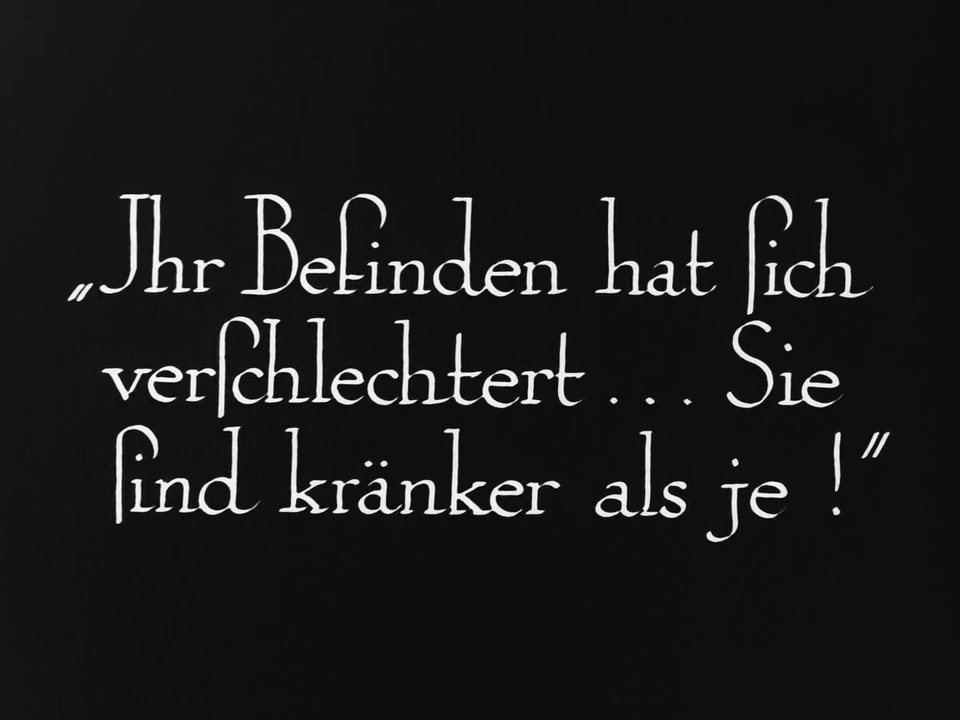 „Ihr Befinden hat ſich
verſchlechtert... Sie
ſind kränker als je!”